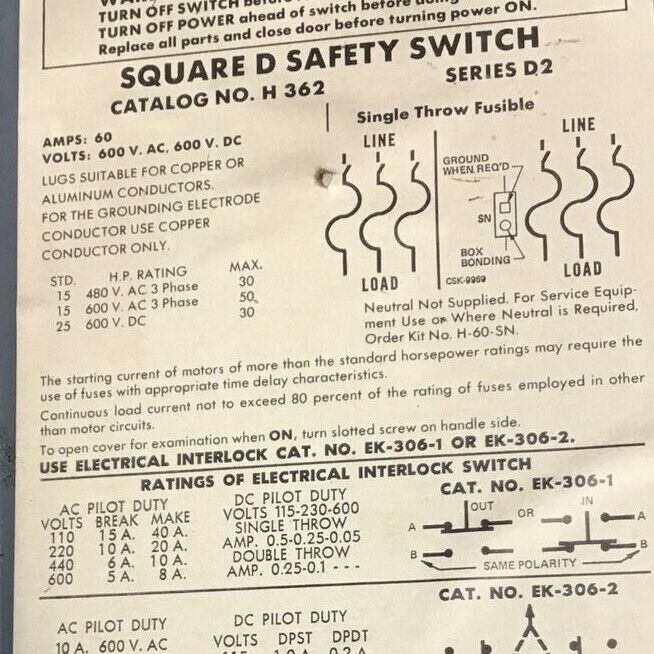 TURN OFF SWITCH
TURN OFF POWER ahead of switch before
Replace all parts and close door before turning power ON.
SQUARE D SAFETY SWITCH
CATALOG NO. H 362
SERIES D2
AMPS: 60
VOLTS: 600 V. AC, 600 V. DC
LUGS SUITABLE FOR COPPER OR
ALUMINUM CONDUCTORS.
FOR THE GROUNDING ELECTRODE
CONDUCTOR USE COPPER
CONDUCTOR ONLY.
STD. H.P. RATING MAX.
15 480 V. AC 3 Phase 30
15 600 V. AC 3 Phase 50
25 600 V. DC 30
Single Throw Fusible
LINE
LOAD
GROUND
WHEN REQ'D
SN
BOX
BONDING
CSK-9969
LINE
LOAD
Neutral Not Supplied. For Service Equip-
ment Use or Where Neutral is Required,
Order Kit No. H-60-SN.
The starting current of motors of more than the standard horsepower ratings may require the
use of fuses with appropriate time delay characteristics.
Continuous load current not to exceed 80 percent of the rating of fuses employed in other
than motor circuits.
To open cover for examination when ON, turn slotted screw on handle side.
USE ELECTRICAL INTERLOCK CAT. NO. EK-306-1 OR EK-306-2.
RATINGS OF ELECTRICAL INTERLOCK SWITCH
AC PILOT DUTY
VOLTS BREAK MAKE
110 15 A. 40 A.
220 10 A. 20 A.
440 6 A. 10 A.
600 5 A. 8 A.
DC PILOT DUTY
VOLTS 115-230-600
SINGLE THROW
AMP. 0.5-0.25-0.05
DOUBLE THROW
AMP. 0.25-0.1 - - -
CAT. NO. EK-306-1
OUT OR IN
A A
B B
SAME POLARITY
CAT. NO. EK-306-2
AC PILOT DUTY
10 A. 600 V. AC
DC PILOT DUTY
VOLTS DPST DPDT